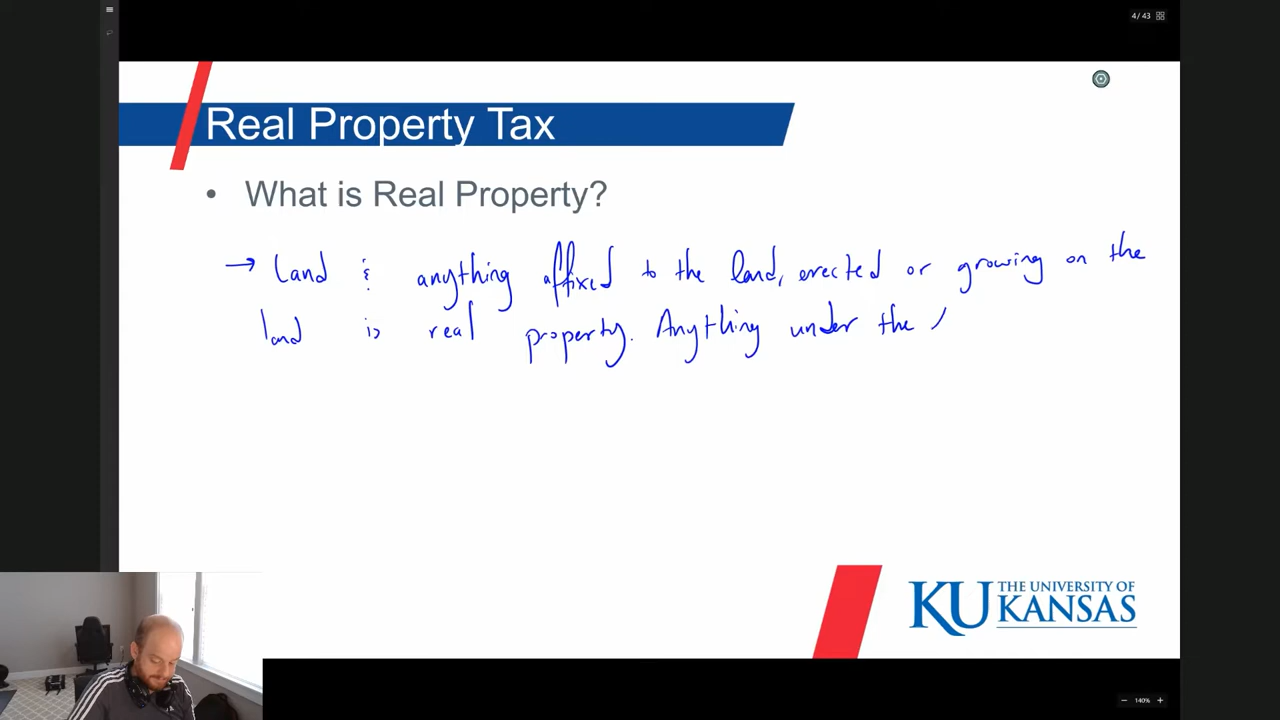 4 / 43
Real Property Tax
• What is Real Property?
→ Land & anything affixed to the land, erected or growing on the
land is real property. Anything under the
KU THE UNIVERSITY OF
KANSAS
140%